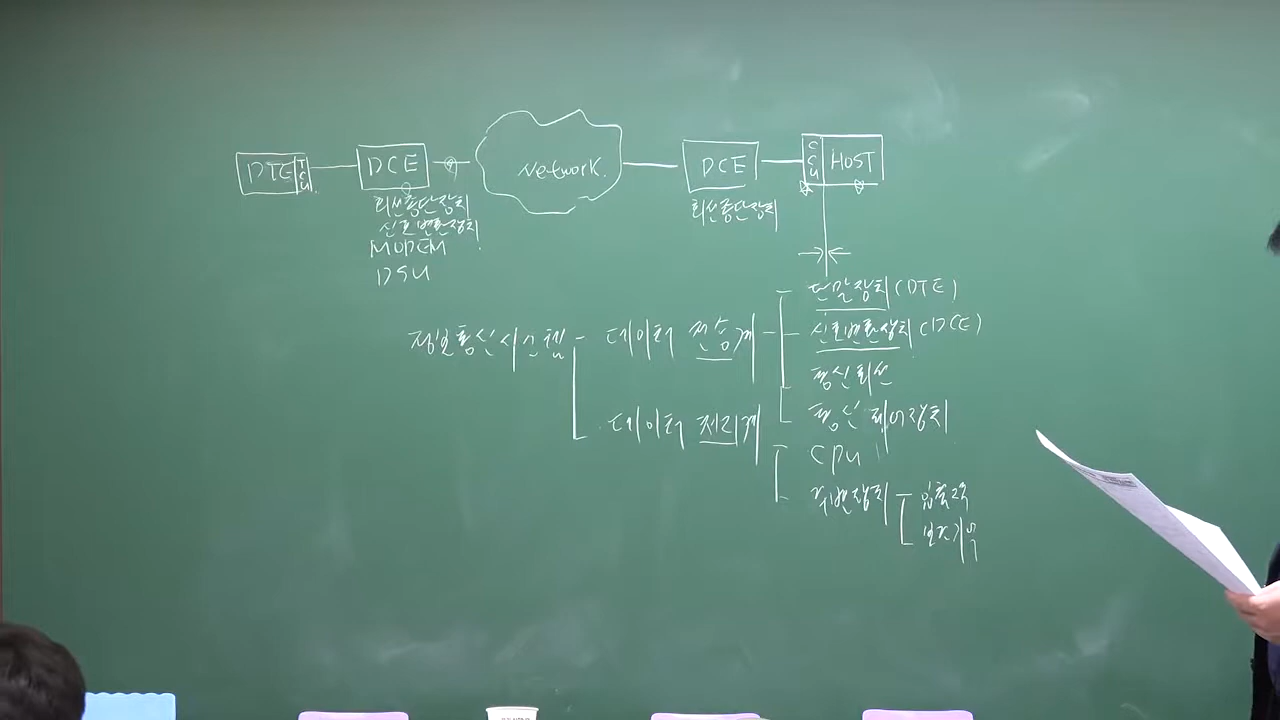 DTE TCU DCE Network. DCE CCU HOST
회선종단장치
신호변환장치
MODEM
DSU
회선종단장치
단말장치(DTE)
정보통신시스템 데이터 전송계 신호변환장치(DCE)
통신회선
데이터 처리계 통신제어장치
CPU
주변장치 입출력
보조기억